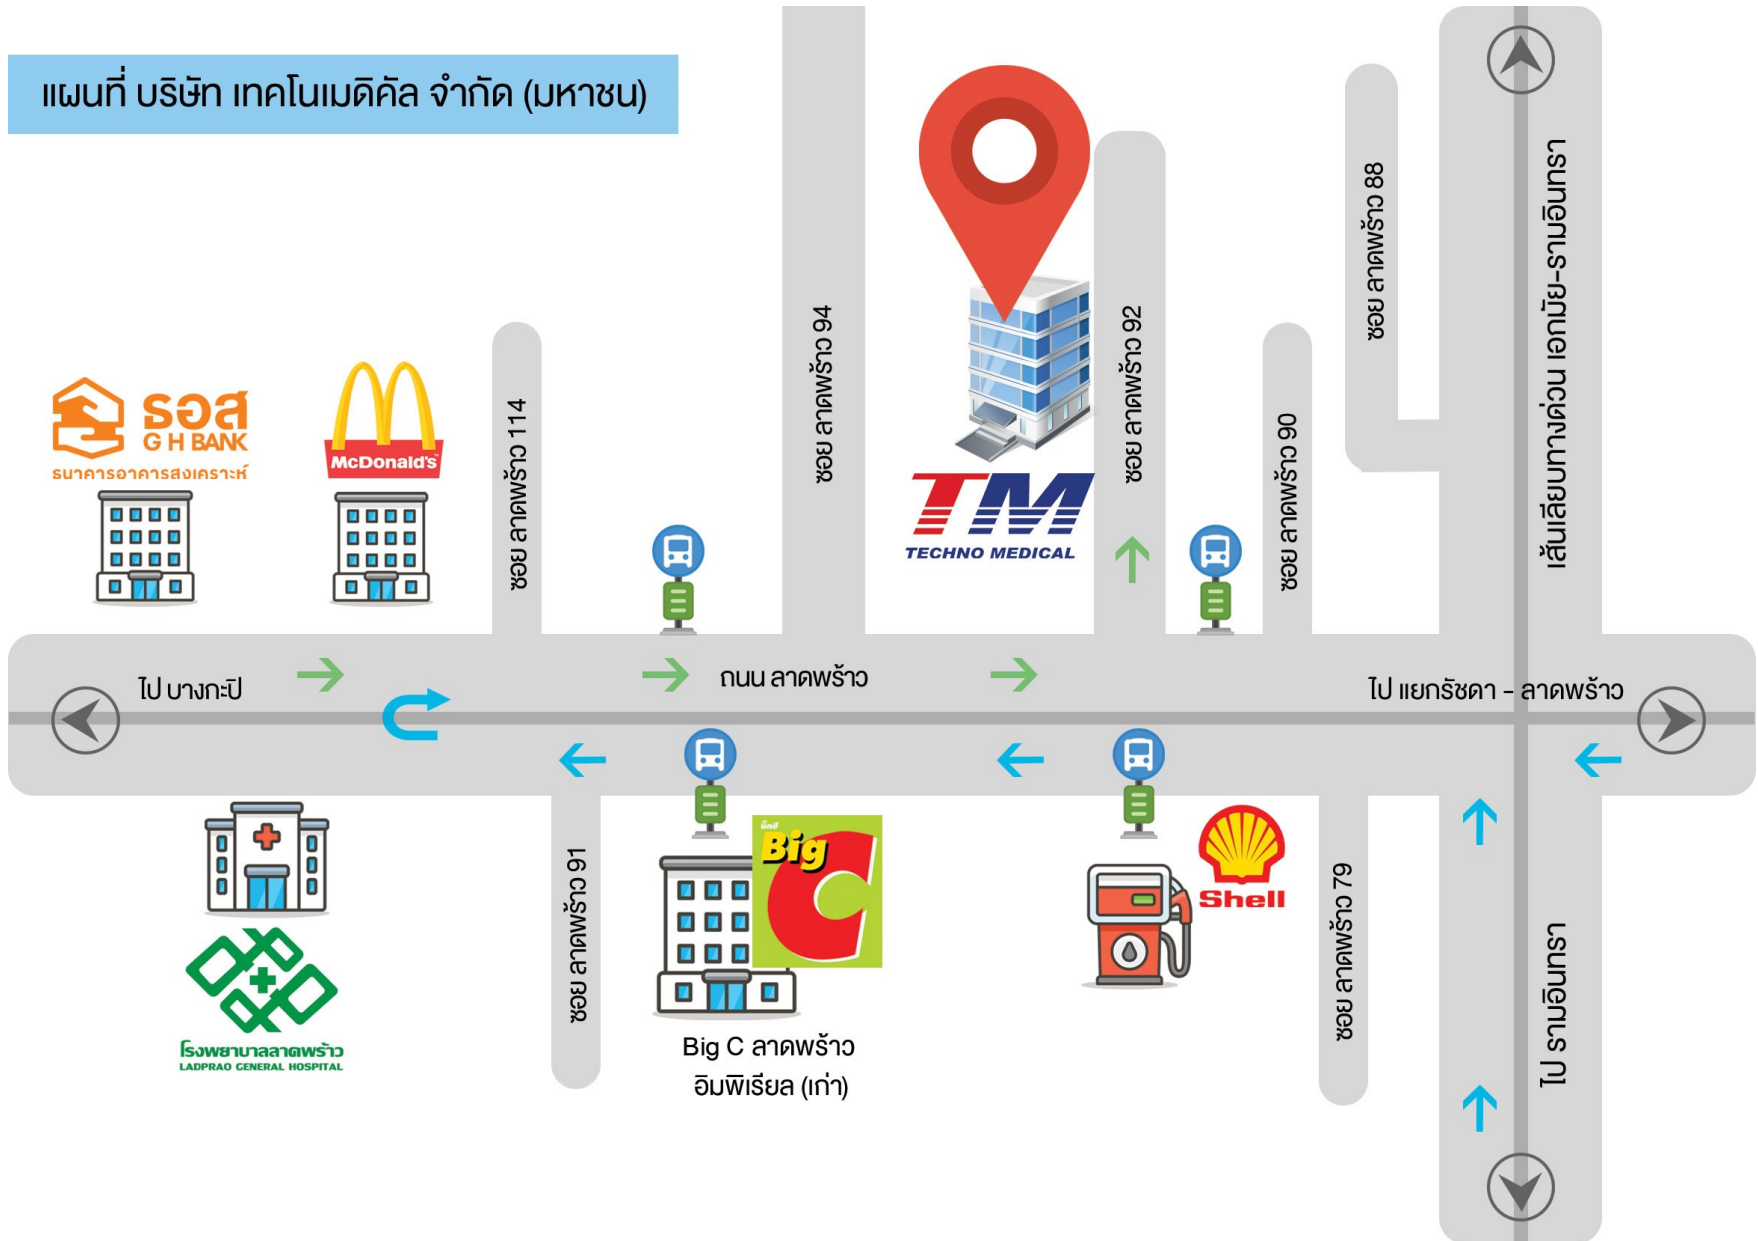 แผนที่ บริษัท เทคโนเมดิคัล จำกัด (มหาชน)
ซอย ลาดพร้าว 88
เส้นเลียบทางด่วน เอกมัย-รามอินทรา
ซอย ลาดพร้าว 94
ซอย ลาดพร้าว 92
ซอย ลาดพร้าว 90
ซอย ลาดพร้าว 114
ธอส
G H BANK
ธนาคารอาคารสงเคราะห์
McDonald's
TM
TECHNO MEDICAL
ไป บางกะปิ
ถนน ลาดพร้าว
ไป แยกรัชดา - ลาดพร้าว
ซอย ลาดพร้าว 91
บิ๊กซี
Big C
Shell
ซอย ลาดพร้าว 79
ไป รามอินทรา
โรงพยาบาลลาดพร้าว
LADPRAO GENERAL HOSPITAL
Big C ลาดพร้าว
อิมพิเรียล (เก่า)